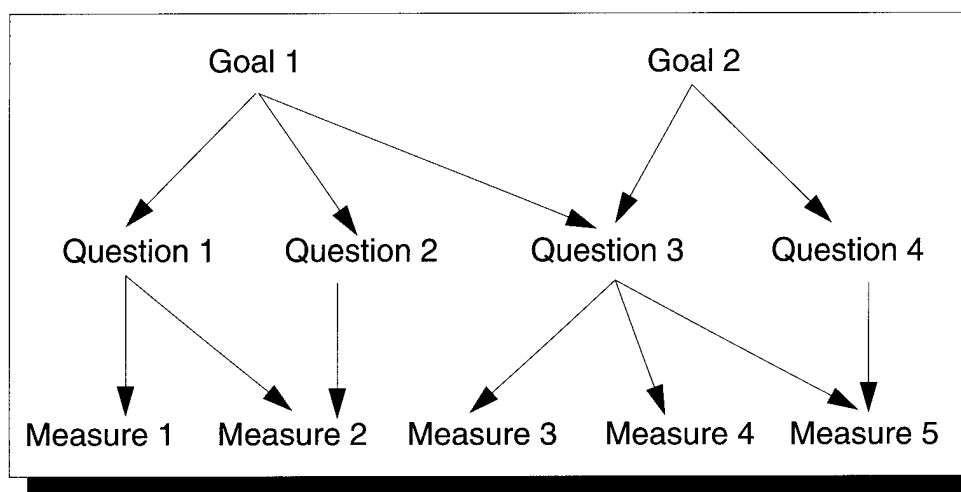 Goal 1 Goal 2
Question 1 Question 2 Question 3 Question 4
Measure 1 Measure 2 Measure 3 Measure 4 Measure 5